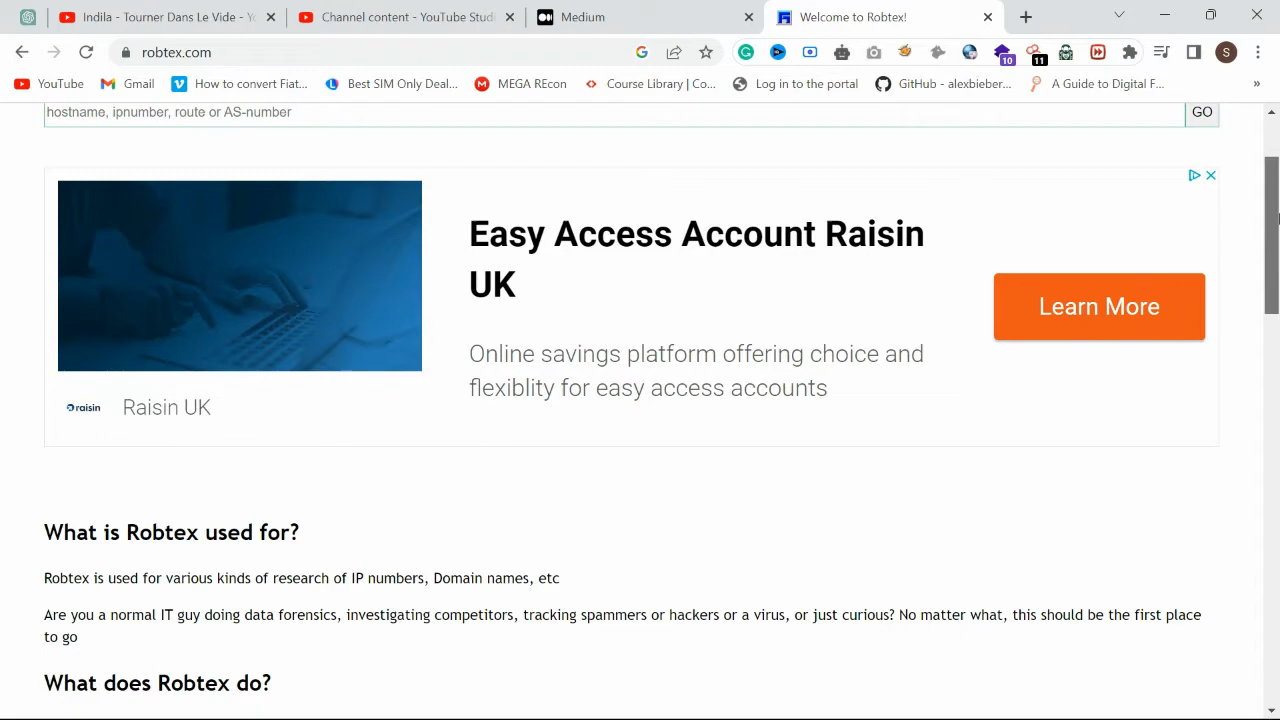 Indila - Tourner Dans Le Vide - Yo
Channel content - YouTube Studi
Medium
Welcome to Robtex!
robtex.com
10
11
S
YouTube
Gmail
How to convert Fiat...
Best SIM Only Deal...
MEGA REcon
Course Library | Co...
Log in to the portal
GitHub - alexbieber...
A Guide to Digital F...
»
hostname, ipnumber, route or AS-number
GO
Easy Access Account Raisin
UK
Learn More
Online savings platform offering choice and
flexiblity for easy access accounts
raisin
Raisin UK
What is Robtex used for?
Robtex is used for various kinds of research of IP numbers, Domain names, etc
Are you a normal IT guy doing data forensics, investigating competitors, tracking spammers or hackers or a virus, or just curious? No matter what, this should be the first place
to go
What does Robtex do?